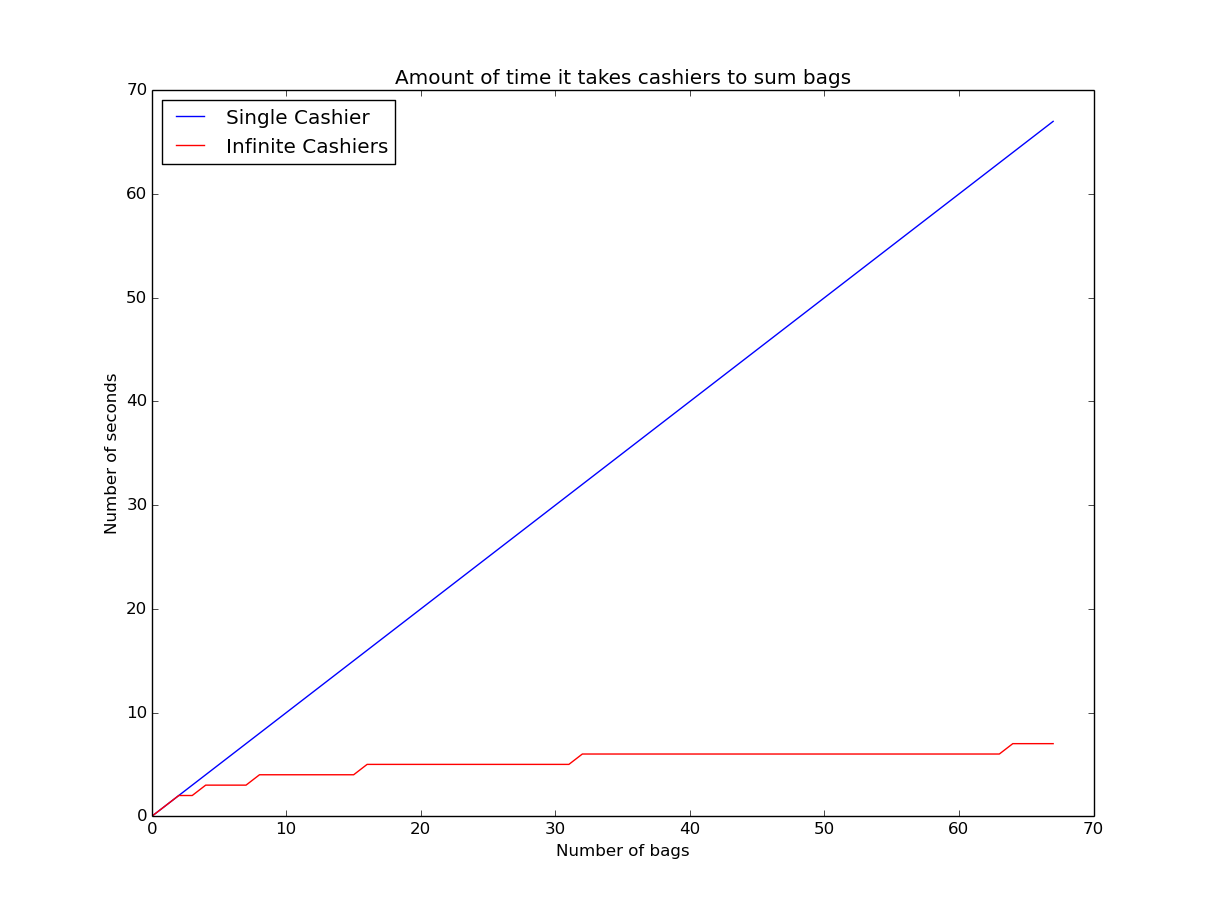 Amount of time it takes cashiers to sum bags
Single Cashier
Infinite Cashiers
70
60
50
40
30
20
10
0
Number of seconds
0 10 20 30 40 50 60 70
Number of bags